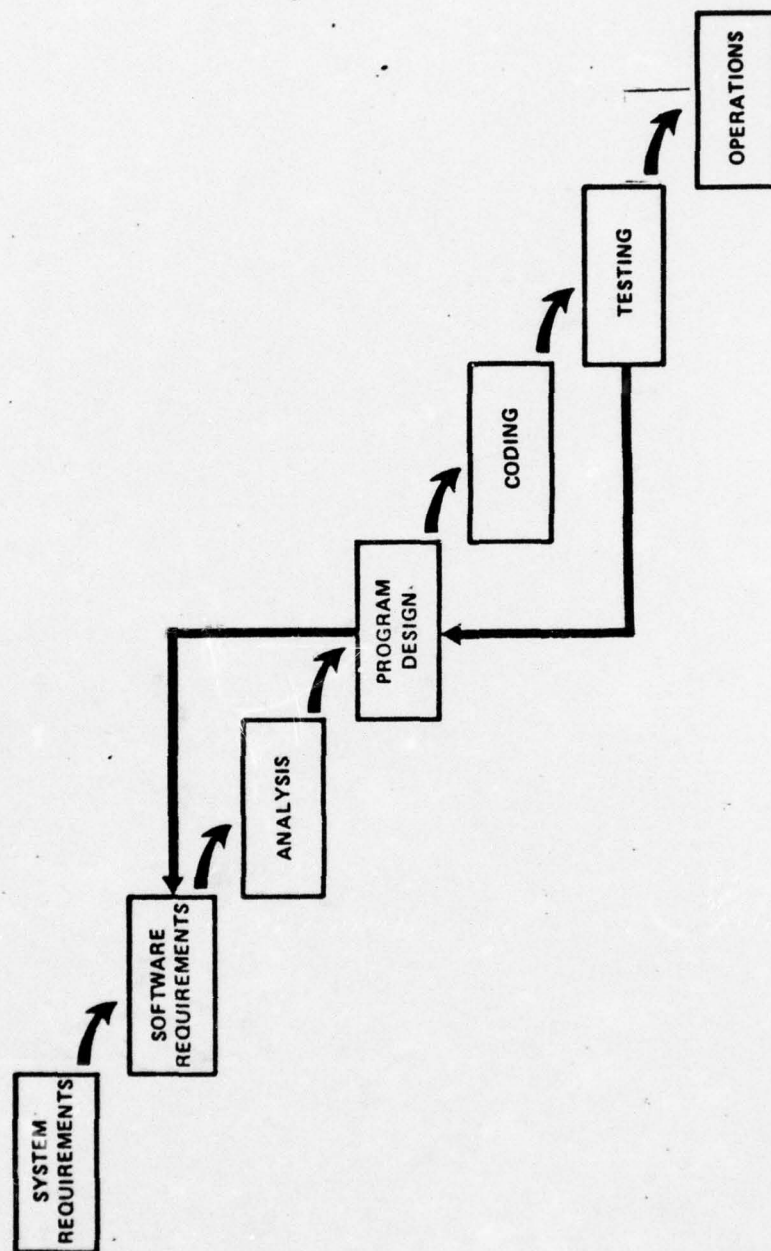 SYSTEM
REQUIREMENTS
SOFTWARE
REQUIREMENTS
ANALYSIS
PROGRAM
DESIGN
CODING
TESTING
OPERATIONS